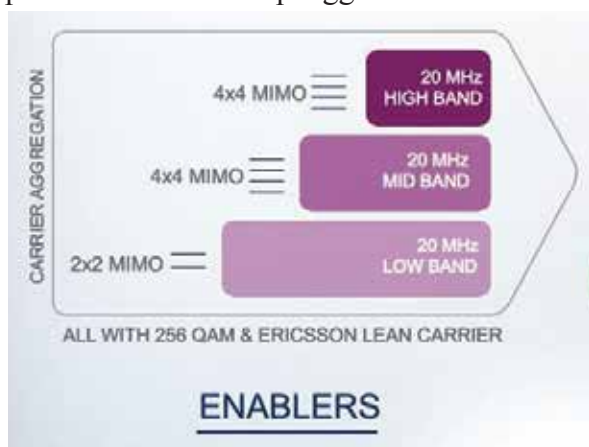 CARRIER AGGREGATION
4x4 MIMO
20 MHz
HIGH BAND
4x4 MIMO
20 MHz
MID BAND
2x2 MIMO
20 MHz
LOW BAND
ALL WITH 256 QAM & ERICSSON LEAN CARRIER
ENABLERS